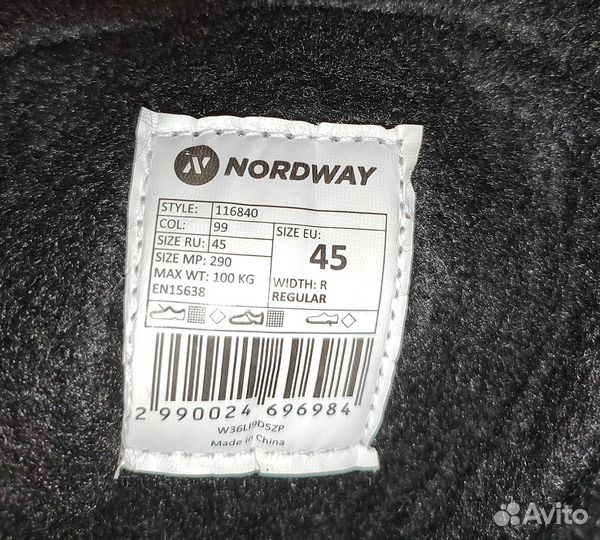 NORDWAY
STYLE: 116840
COL: 99
SIZE RU: 45
SIZE MP: 290
MAX WT: 100 KG
EN15638
SIZE EU:
45
WIDTH: R
REGULAR
2 990024 696984
Made in China
Avito